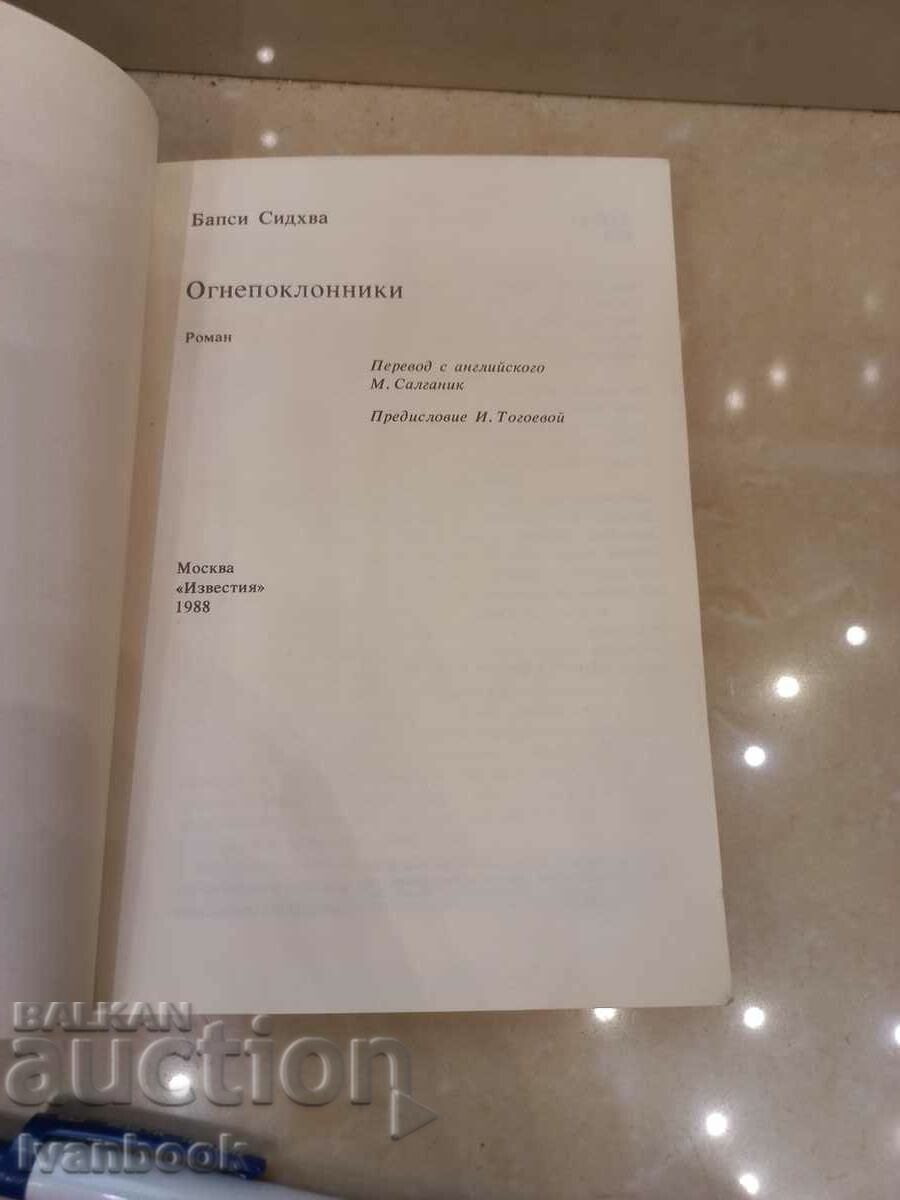 Бапси Сидхва
Огнепоклонники
Роман
Перевод с английского
М. Салганик
Предисловие И. Тогоевой
Москва
«Известия»
1988
BALKAN
auction
Ivanbook